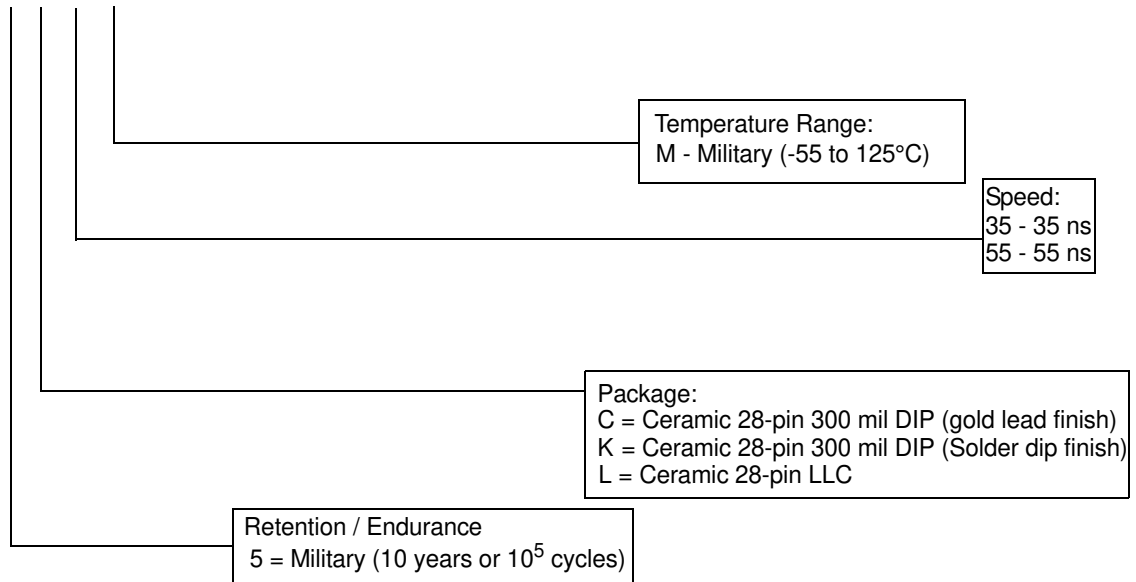 Temperature Range:
M - Military (-55 to 125°C)
Speed:
35 - 35 ns
55 - 55 ns
Package:
C = Ceramic 28-pin 300 mil DIP (gold lead finish)
K = Ceramic 28-pin 300 mil DIP (Solder dip finish)
L = Ceramic 28-pin LLC
Retention / Endurance
5 = Military (10 years or 10⁵ cycles)